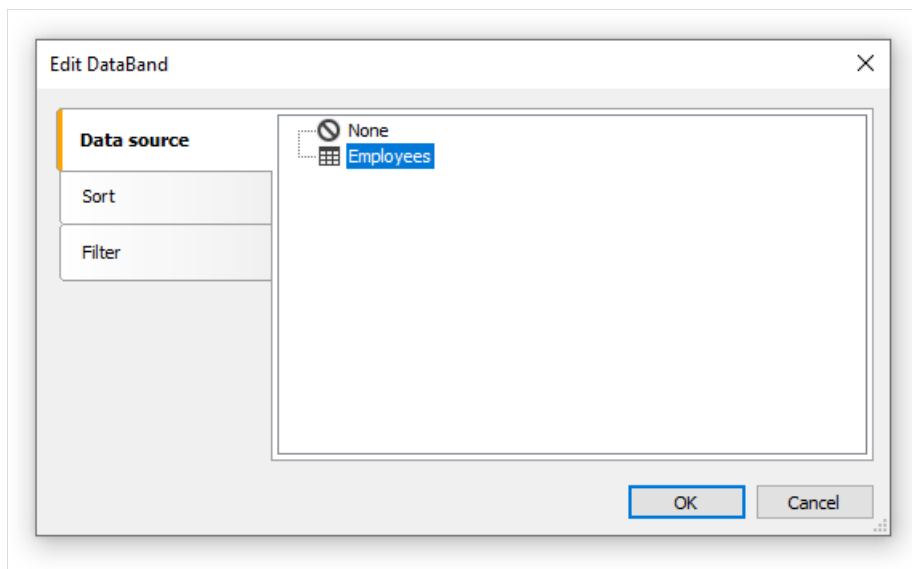 Edit DataBand
Data source
Sort
Filter
None
Employees
OK
Cancel